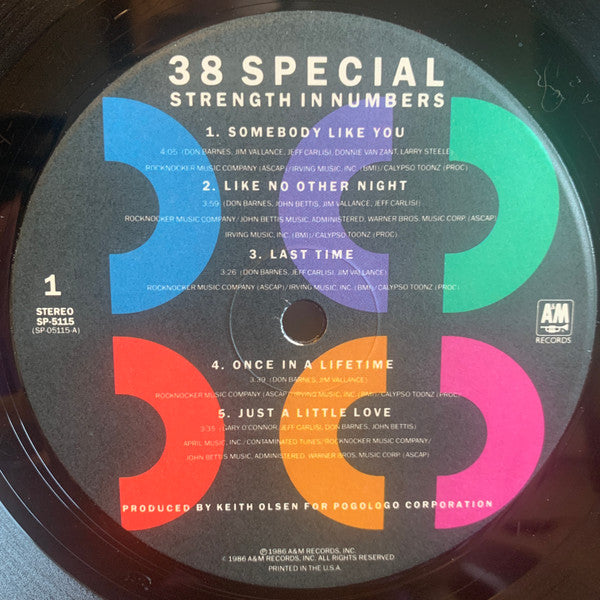 38 SPECIAL
STRENGTH IN NUMBERS
1. SOMEBODY LIKE YOU
4:05 (DON BARNES, JIM VALLANCE, JEFF CARLISI, DONNIE VAN ZANT, LARRY STEELE)
ROCKNOCKER MUSIC COMPANY (ASCAP)/IRVING MUSIC, INC. (BMI)/CALYPSO TOONZ (PROC)
2. LIKE NO OTHER NIGHT
3:59 (DON BARNES, JOHN BETTIS, JIM VALLANCE, JEFF CARLISI)
ROCKNOCKER MUSIC COMPANY/JOHN BETTIS MUSIC, ADMINISTERED, WARNER BROS. MUSIC CORP. (ASCAP)
IRVING MUSIC, INC. (BMI)/CALYPSO TOONZ (PROC)
3. LAST TIME
3:26 (DON BARNES, JEFF CARLISI, JIM VALLANCE)
ROCKNOCKER MUSIC COMPANY (ASCAP)/IRVING MUSIC, INC. (BMI)/CALYPSO TOONZ (PROC)
1
STEREO
SP-5115
(SP-05115-A)
A&M
RECORDS
4. ONCE IN A LIFETIME
3:39 (DON BARNES, JIM VALLANCE)
ROCKNOCKER MUSIC COMPANY (ASCAP)/IRVING MUSIC, INC. (BMI)/CALYPSO TOONZ (PROC)
5. JUST A LITTLE LOVE
3:35 (GARY O'CONNOR, JEFF CARLISI, DON BARNES, JOHN BETTIS)
APRIL MUSIC, INC./CONTAMINATED TUNES/ROCKNOCKER MUSIC COMPANY/
JOHN BETTIS MUSIC, ADMINISTERED, WARNER BROS. MUSIC CORP. (ASCAP)
PRODUCED BY KEITH OLSEN FOR POGOLOGO CORPORATION
℗ 1986 A&M RECORDS, INC.
© 1986 A&M RECORDS, INC. ALL RIGHTS RESERVED.
PRINTED IN THE U.S.A.